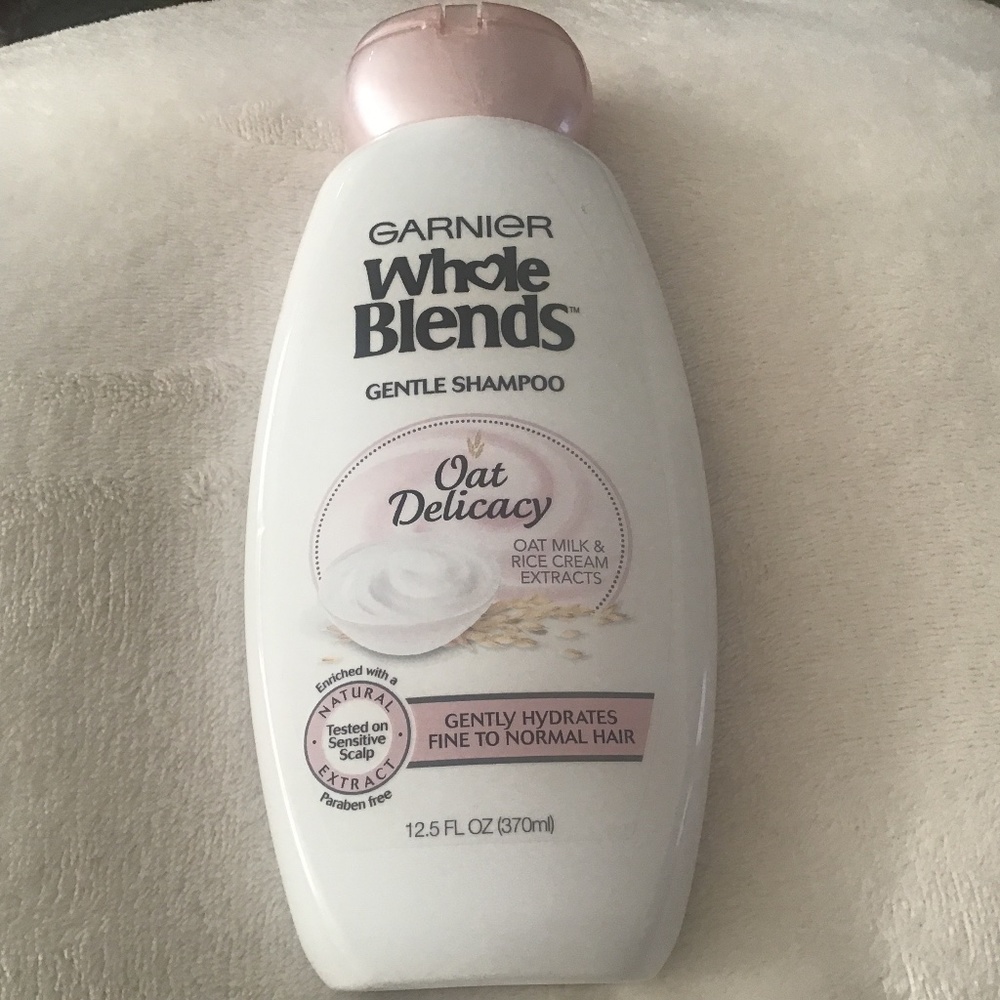 GARNIER
Whole
Blends™
GENTLE SHAMPOO
Oat
Delicacy
OAT MILK &
RICE CREAM
EXTRACTS
Enriched with a
NATURAL
Tested on
Sensitive
Scalp
EXTRACT
Paraben free
GENTLY HYDRATES
FINE TO NORMAL HAIR
12.5 FL OZ (370ml)